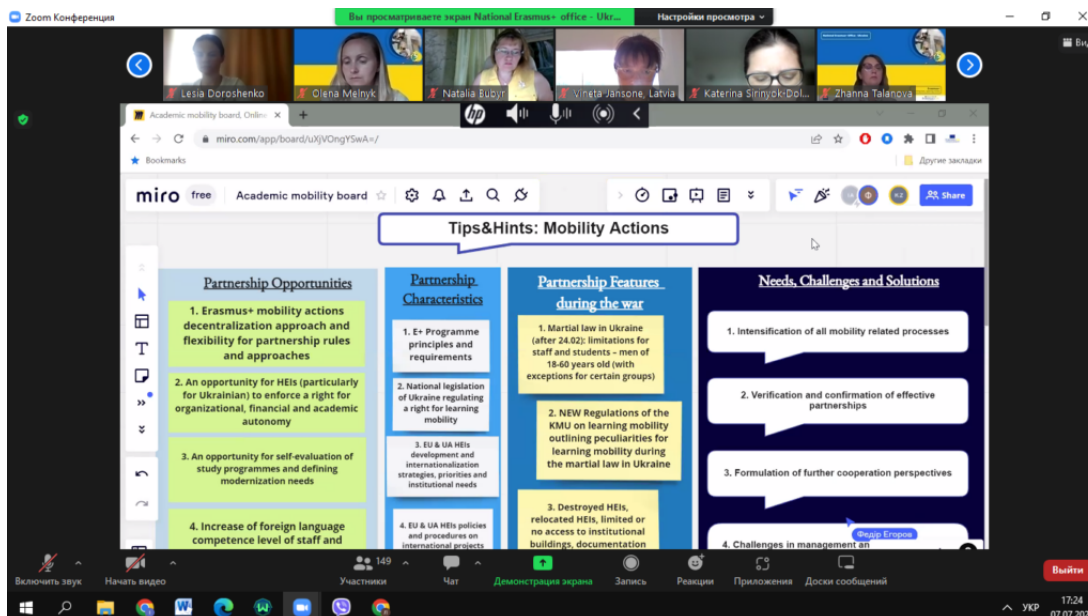 Zoom Конференция
Вы просматриваете экран National Erasmus+ office - Ukr...
Настройки просмотра
Lesia Doroshenko
Olena Melnyk
Natalia Bubyr
Vineta Jansone, Latvia
Katerina Sirinyok-Dol...
Zhanna Talanova
Academic mobility board, Online
miro.com/app/board/uXjVOngYSwA=/
Bookmarks
Другие закладки
miro
free
Academic mobility board
Share
Tips&Hints: Mobility Actions
Partnership Opportunities
1. Erasmus+ mobility actions
decentralization approach and
flexibility for partnership rules
and approaches
2. An opportunity for HEIs (particularly
for Ukrainian) to enforce a right for
organizational, financial and academic
autonomy
3. An opportunity for self-evaluation of
study programmes and defining
modernization needs
4. Increase of foreign language
competence level of staff and
Partnership
Characteristics
1. E+ Programme
principles and
requirements
2. National legislation
of Ukraine regulating
a right for learning
mobility
3. EU & UA HEIs
development and
internationalization
strategies, priorities and
institutional needs
4. EU & UA HEIs policies
and procedures on
international projects
Partnership Features
during the war
1. Martial law in Ukraine
(after 24.02): limitations for
staff and students – men of
18-60 years old (with
exceptions for certain groups)
2. NEW Regulations of the
KMU on learning mobility
outlining peculiarities for
learning mobility during
the martial law in Ukraine
3. Destroyed HEIs,
relocated HEIs, limited or
no access to institutional
buildings, documentation
Needs, Challenges and Solutions
1. Intensification of all mobility related processes
2. Verification and confirmation of effective
partnerships
3. Formulation of further cooperation perspectives
4. Challenges in management an
Федір Егоров
Включить звук
Начать видео
149
Участники
Чат
Демонстрация экрана
Запись
Реакции
Приложения
Доски сообщений
Выйти
УКР
17:24